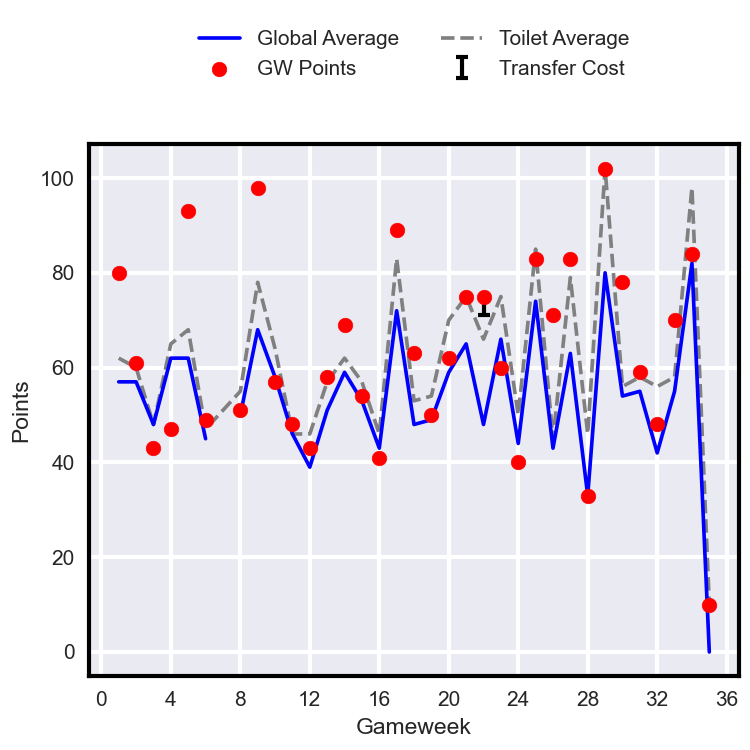 Global Average
Toilet Average
GW Points
Transfer Cost
100
80
60
40
20
0
Points
0 4 8 12 16 20 24 28 32 36
Gameweek